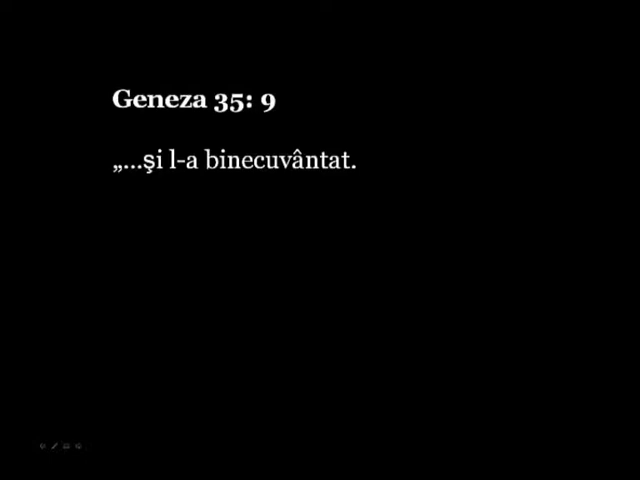 Geneza 35: 9
„...şi l-a binecuvântat.